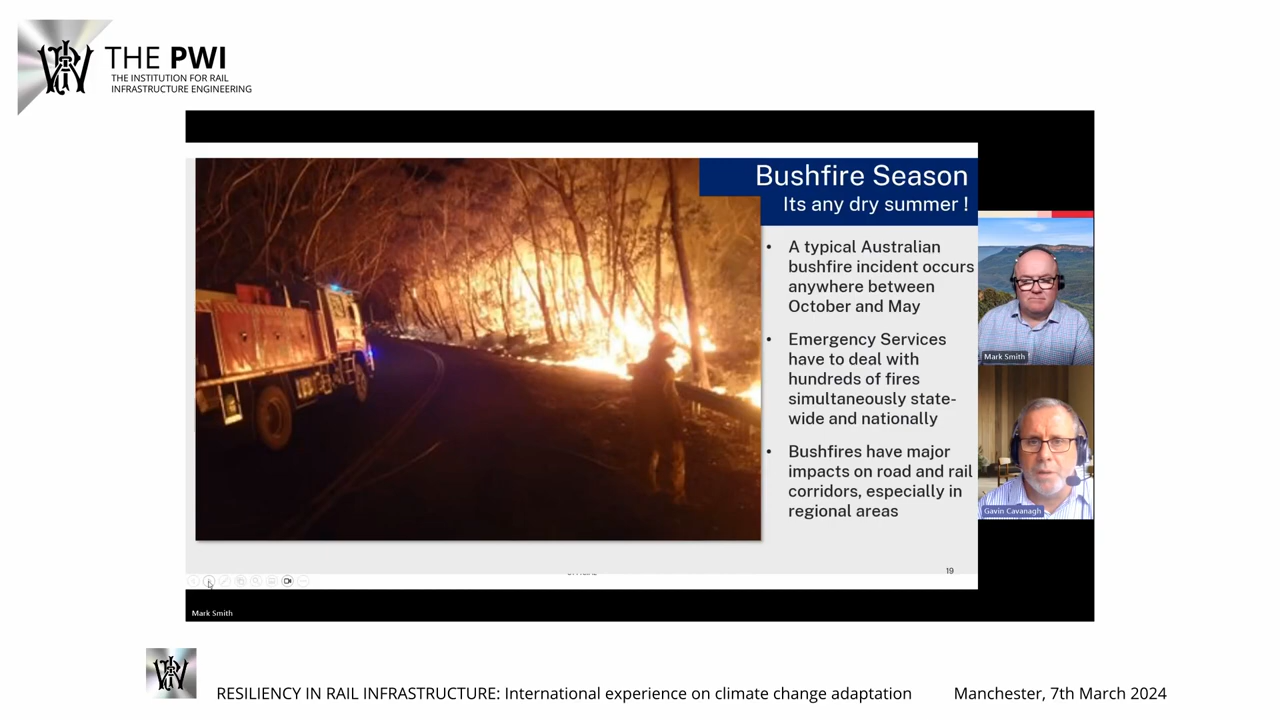 THE PWI
THE INSTITUTION FOR RAIL
INFRASTRUCTURE ENGINEERING
Bushfire Season
Its any dry summer !
• A typical Australian
bushfire incident occurs
anywhere between
October and May
• Emergency Services
have to deal with
hundreds of fires
simultaneously state-
wide and nationally
• Bushfires have major
impacts on road and rail
corridors, especially in
regional areas
Mark Smith
Gavin Cavanagh
19
Mark Smith
RESILIENCY IN RAIL INFRASTRUCTURE: International experience on climate change adaptation
Manchester, 7th March 2024